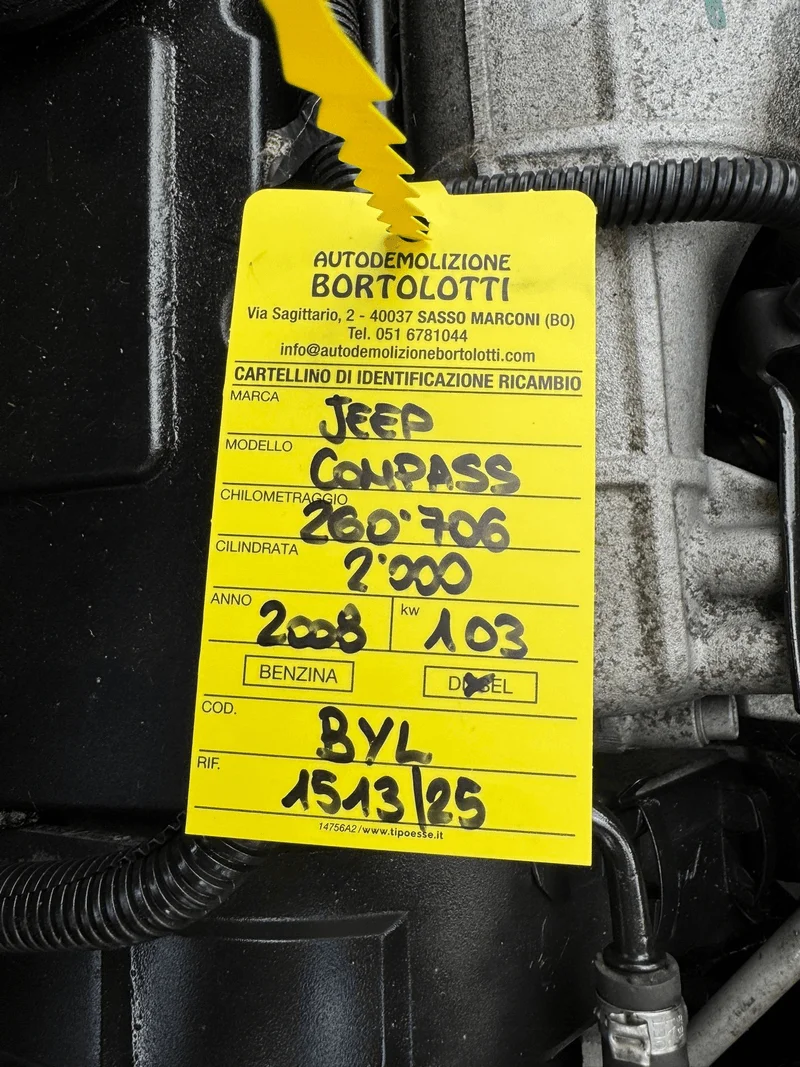 AUTODEMOLIZIONE
BORTOLOTTI
Via Sagittario, 2 - 40037 SASSO MARCONI (BO)
Tel. 051 6781044
info@autodemolizionebortolotti.com
CARTELLINO DI IDENTIFICAZIONE RICAMBIO
MARCA JEEP
MODELLO COMPASS
CHILOMETRAGGIO 260'706
CILINDRATA 2'000
ANNO 2008 kw 103
BENZINA DIESEL
COD. BYL
RIF. 1513/25
14756A2/www.tipoesse.it